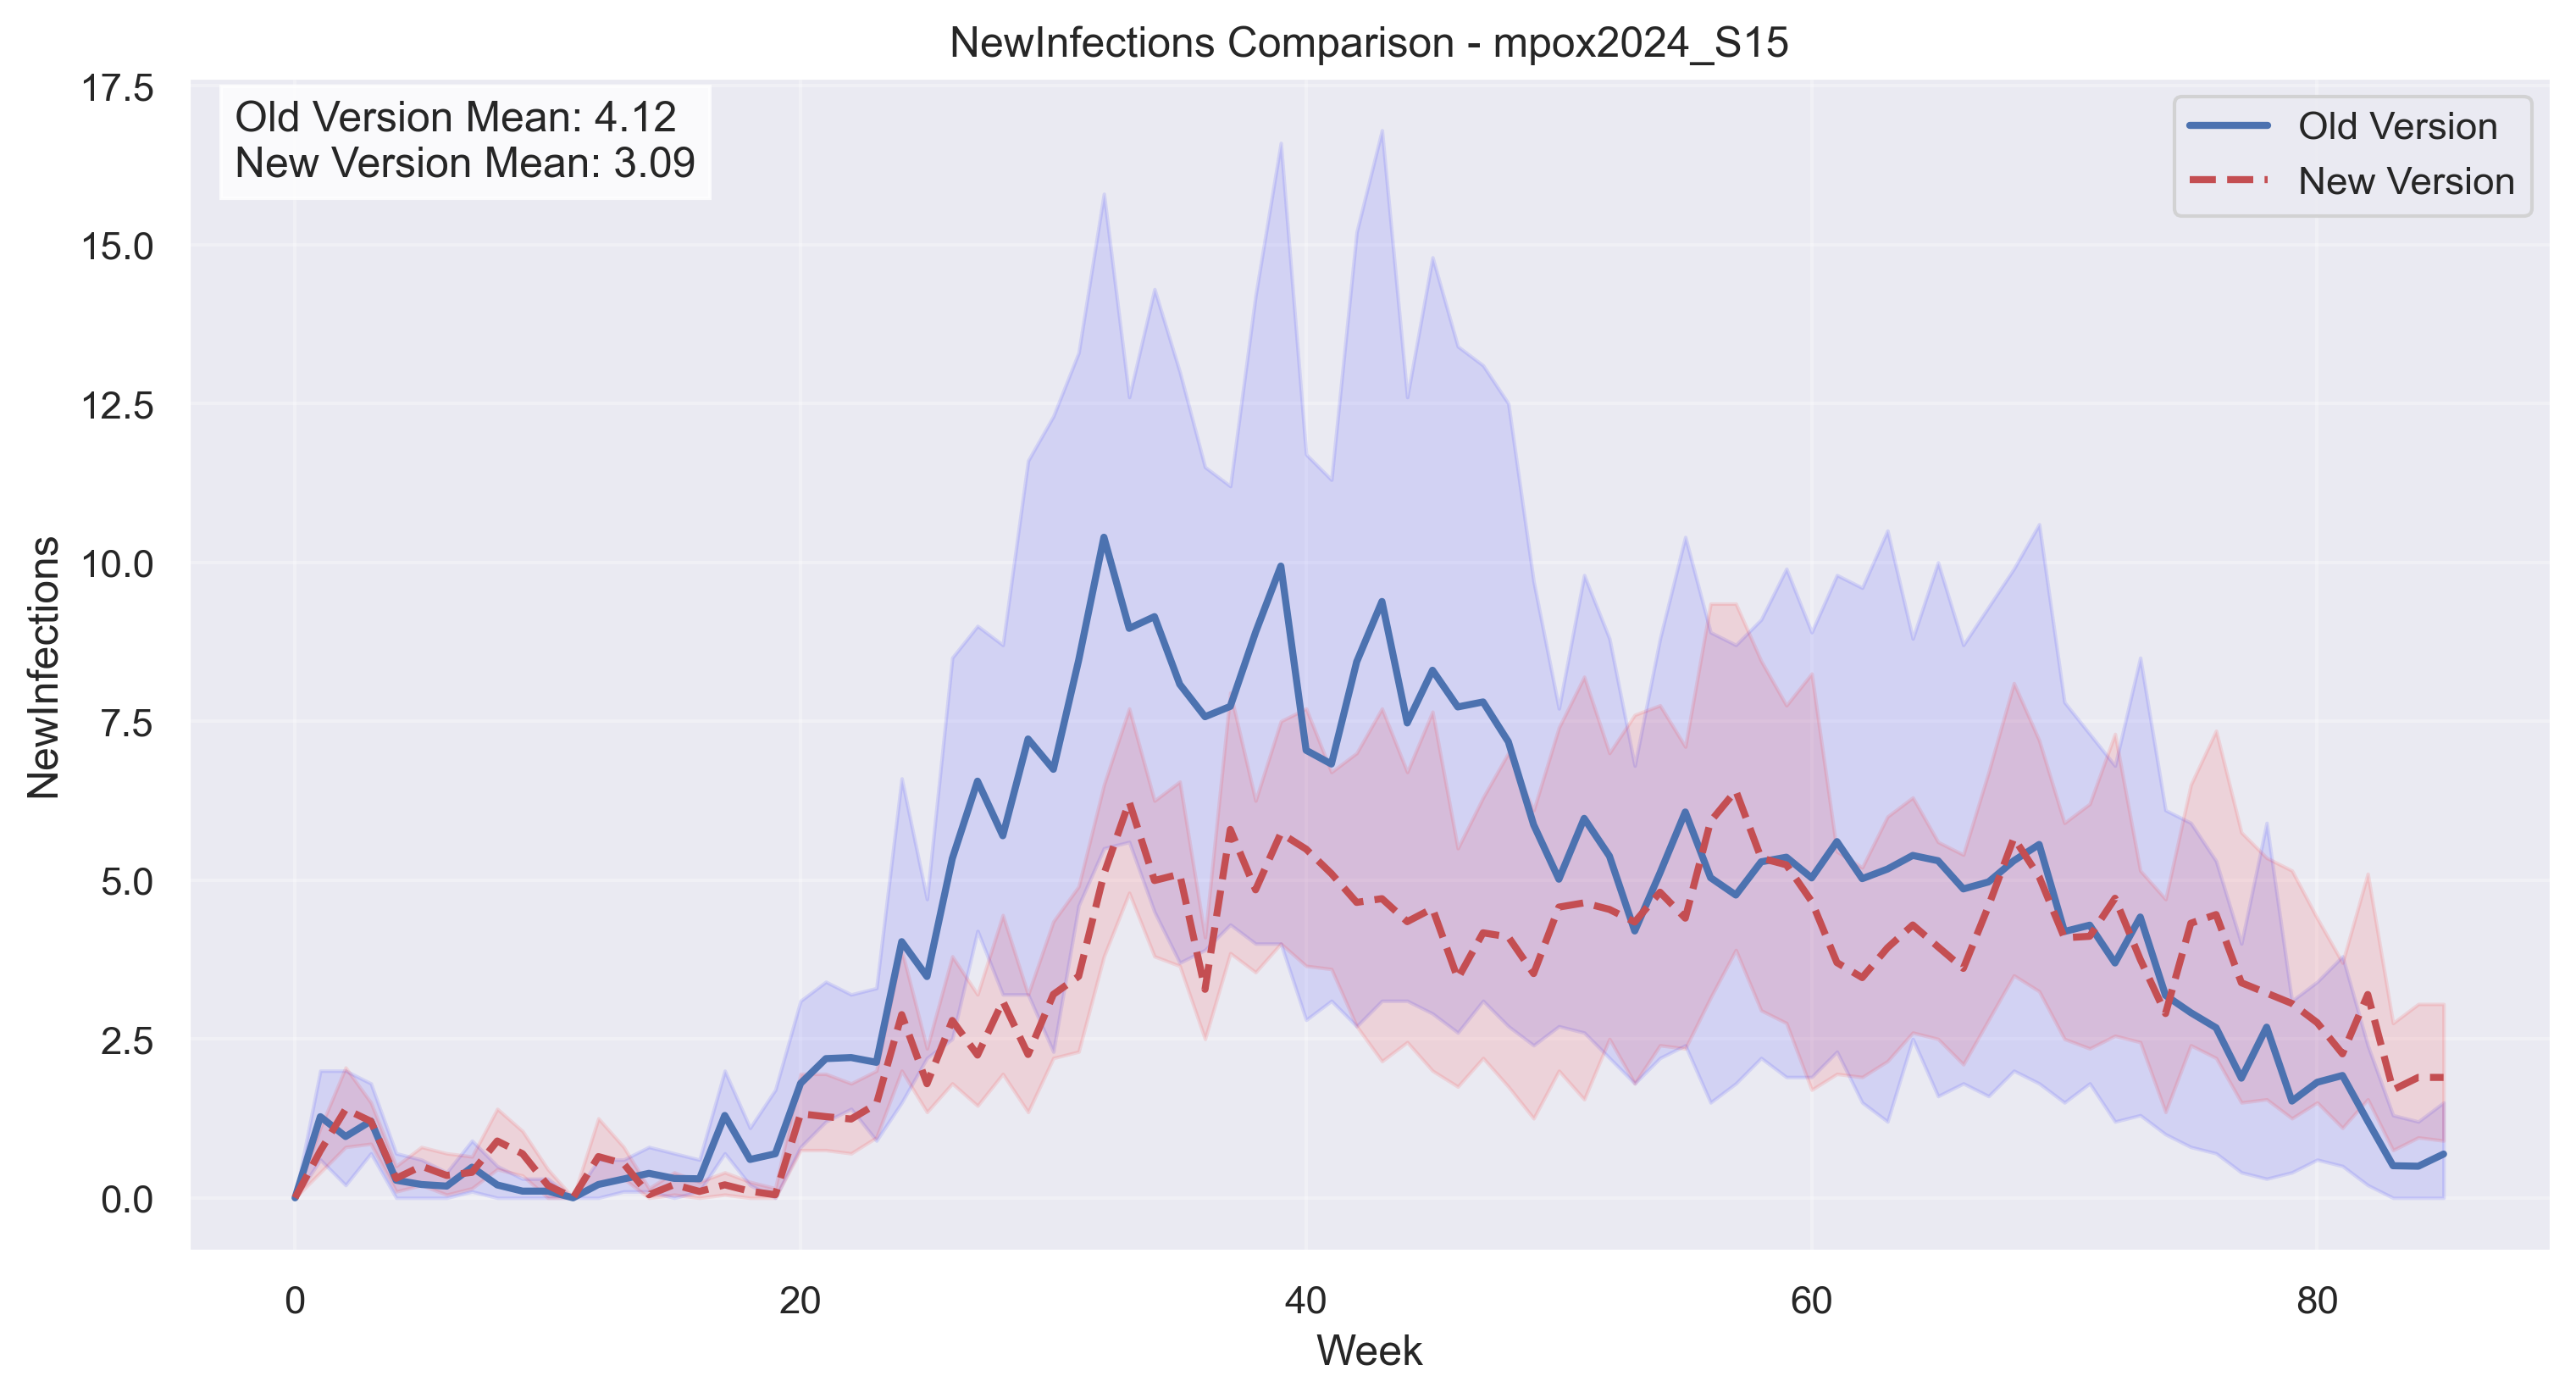 NewInfections Comparison - mpox2024_S15
Old Version Mean: 4.12
New Version Mean: 3.09
Old Version
New Version
NewInfections
17.5
15.0
12.5
10.0
7.5
5.0
2.5
0.0
0 20 40 60 80
Week